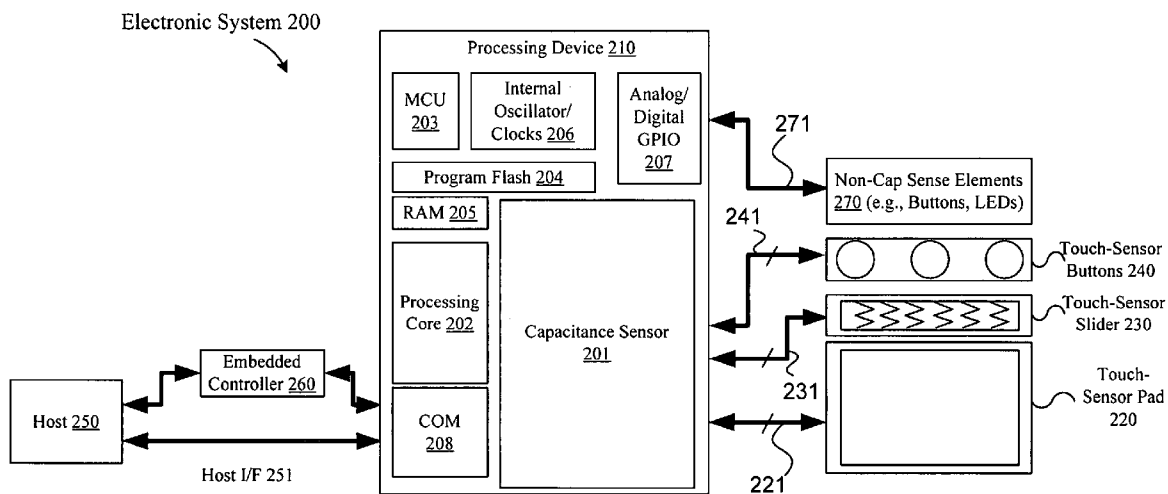 Electronic System 200
Processing Device 210
MCU
203
Internal
Oscillator/
Clocks 206
Analog/
Digital
GPIO
207
Program Flash 204
RAM 205
Processing
Core 202
Capacitance Sensor
201
COM
208
Host 250
Embedded
Controller 260
Host I/F 251
271
Non-Cap Sense Elements
270 (e.g., Buttons, LEDs)
241
Touch-Sensor
Buttons 240
Touch-Sensor
Slider 230
231
Touch-
Sensor Pad
220
221